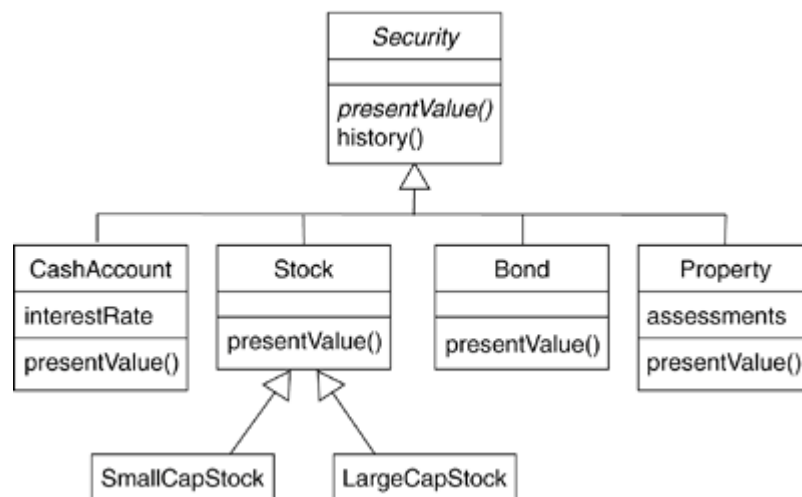 Security
presentValue()
history()
CashAccount
interestRate
presentValue()
Stock
presentValue()
Bond
presentValue()
Property
assessments
presentValue()
SmallCapStock
LargeCapStock